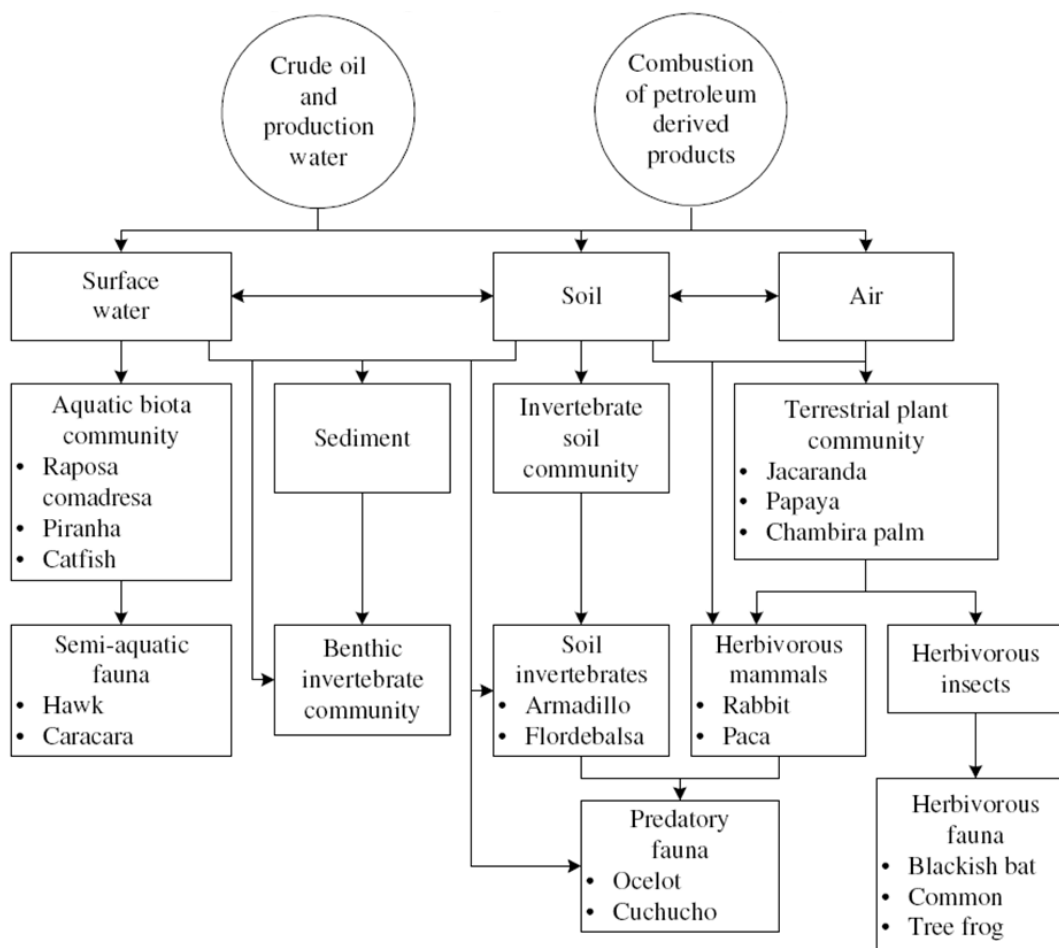 Crude oil
and
production
water
Combustion
of petroleum
derived
products
Surface
water
Soil
Air
Aquatic biota
community
• Raposa
comadresa
• Piranha
• Catfish
Sediment
Invertebrate
soil
community
Terrestrial plant
community
• Jacaranda
• Papaya
• Chambira palm
Semi-aquatic
fauna
• Hawk
• Caracara
Benthic
invertebrate
community
Soil
invertebrates
• Armadillo
• Flordebalsa
Herbivorous
mammals
• Rabbit
• Paca
Herbivorous
insects
Predatory
fauna
• Ocelot
• Cuchucho
Herbivorous
fauna
• Blackish bat
• Common
• Tree frog